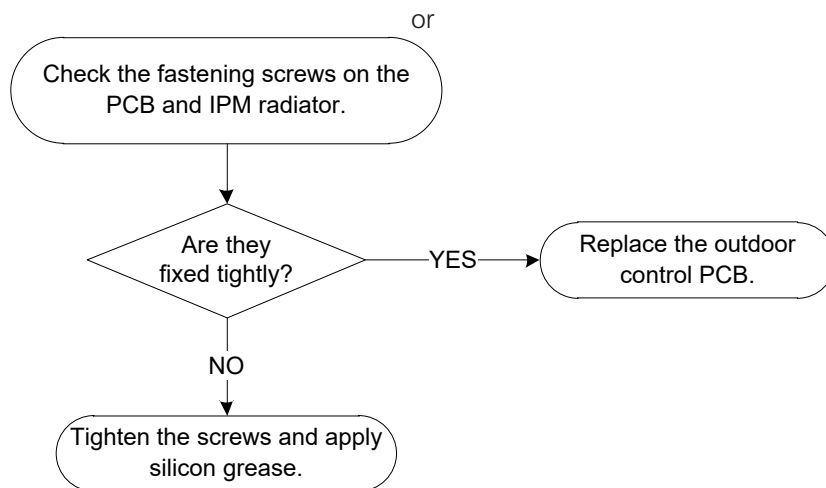 or
Check the fastening screws on the
PCB and IPM radiator.
Are they
fixed tightly?
YES
Replace the outdoor
control PCB.
NO
Tighten the screws and apply
silicon grease.